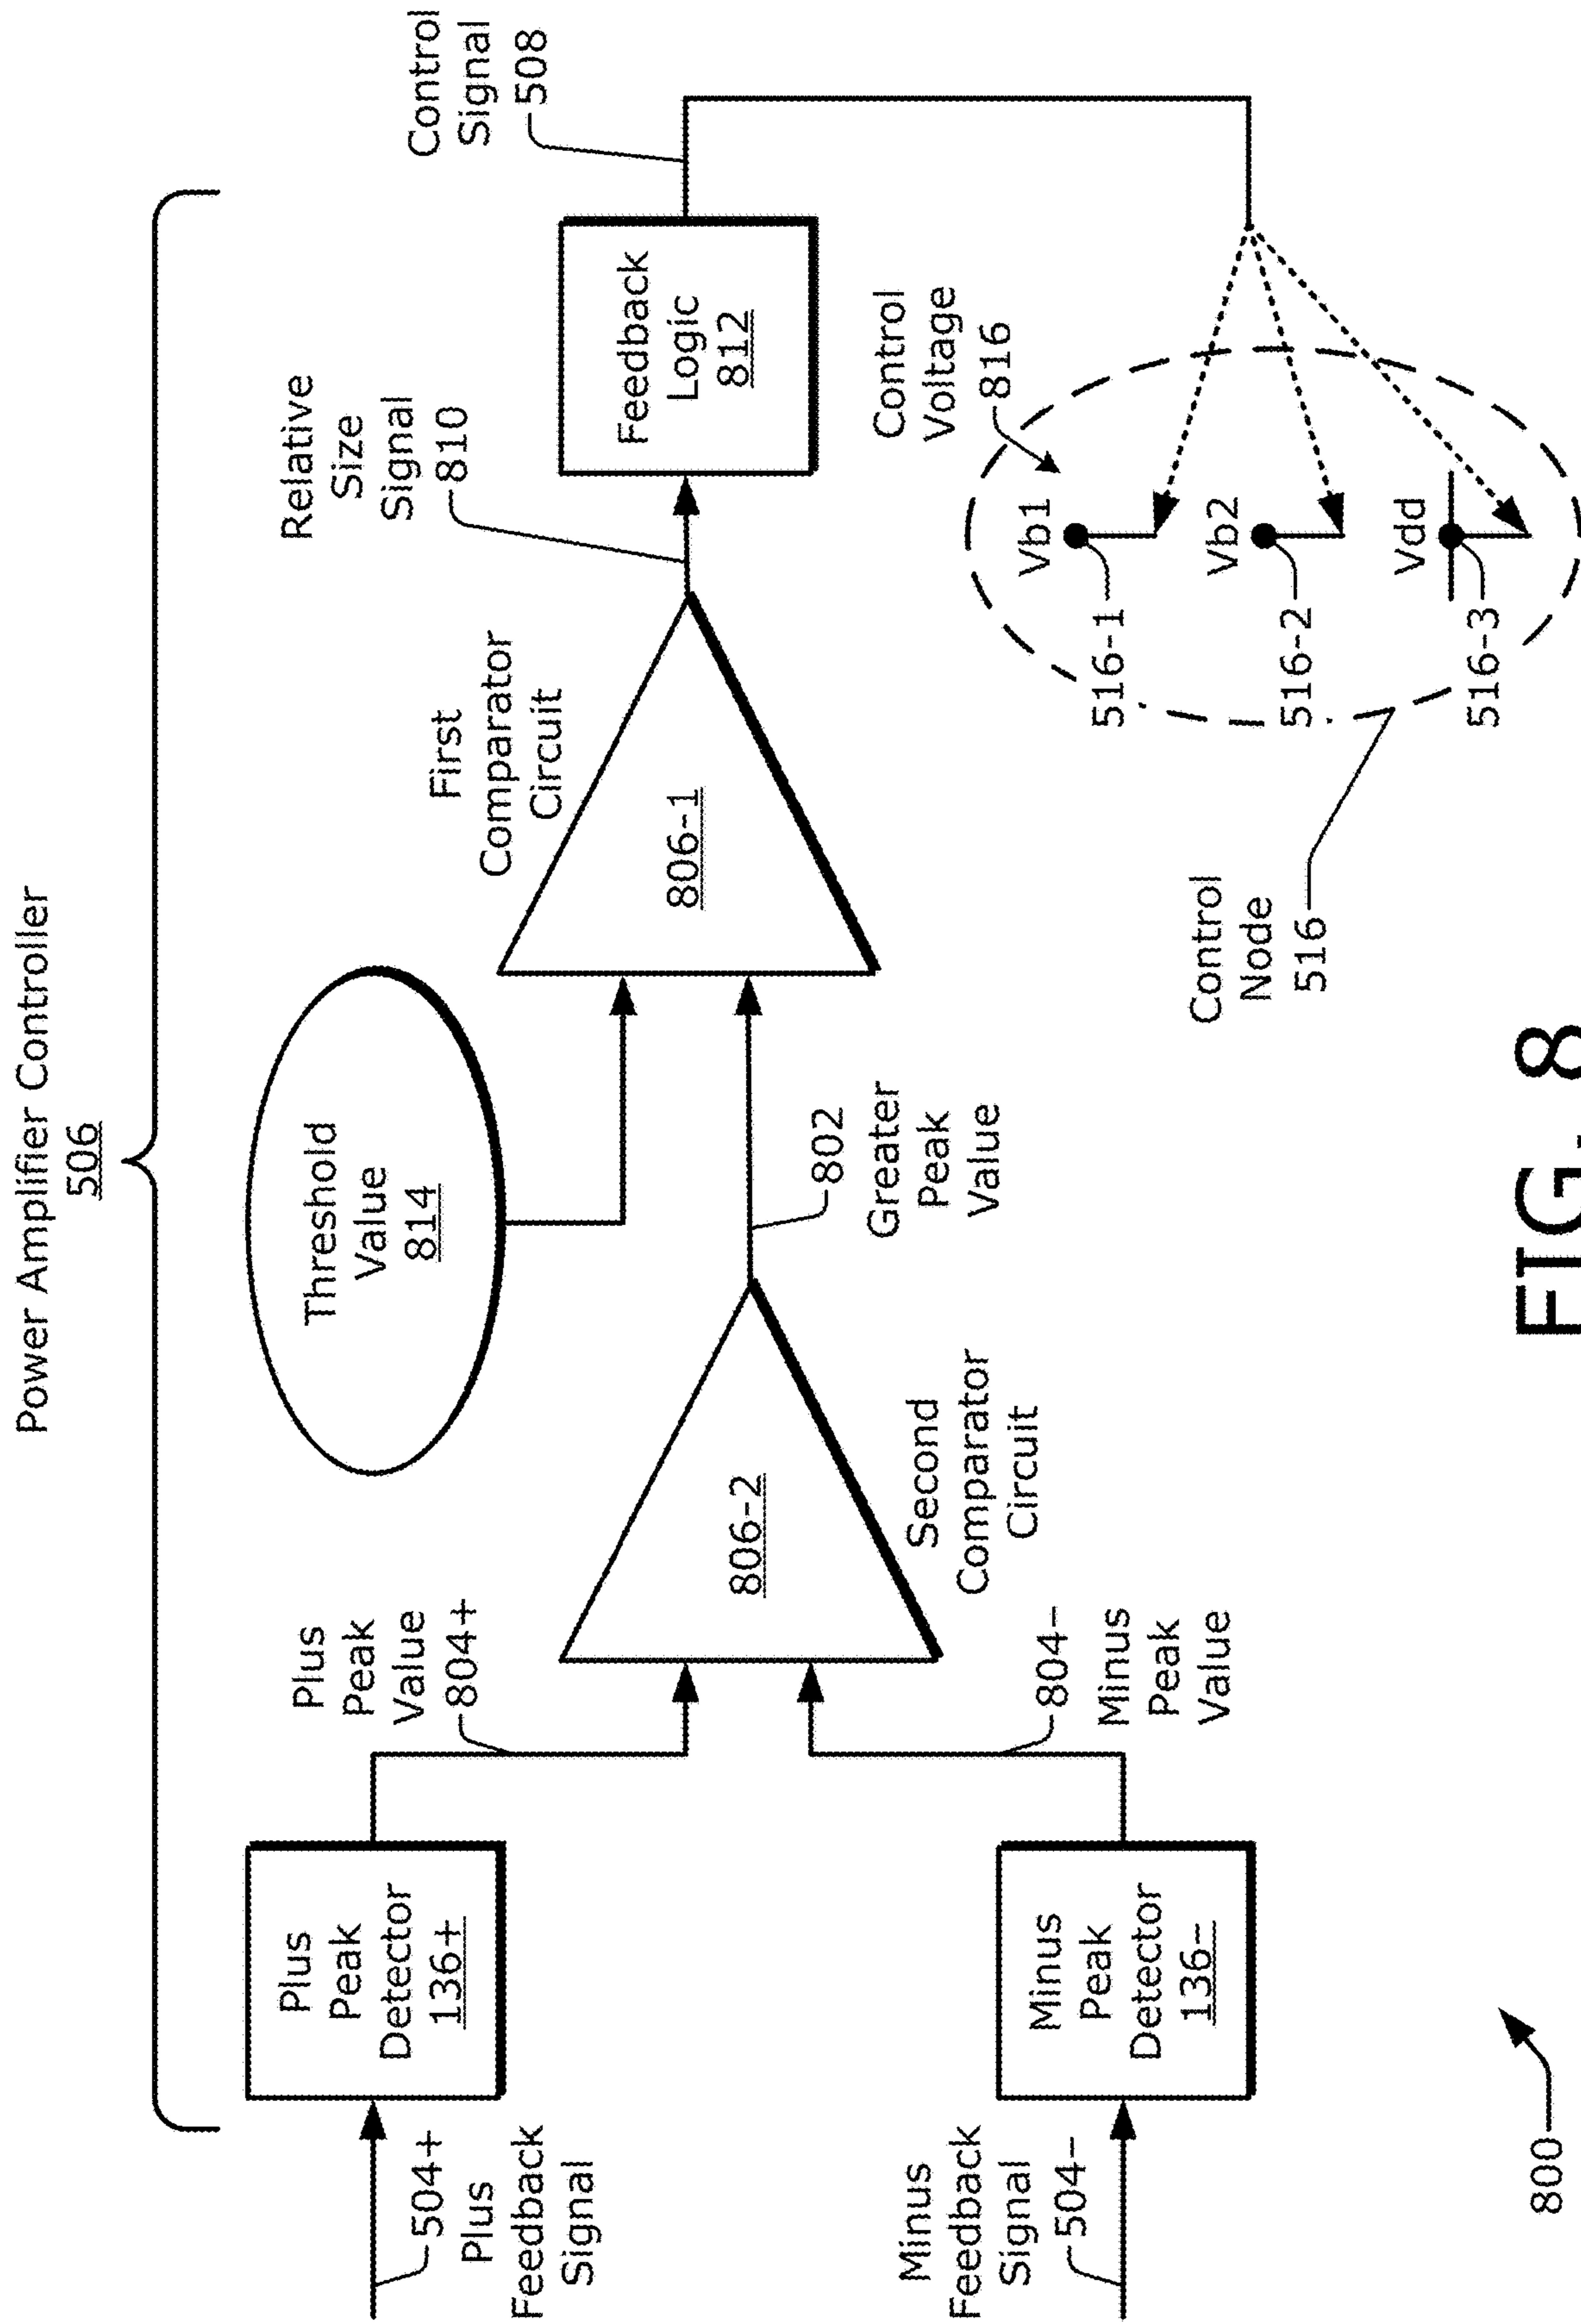 Power Amplifier Controller
506
504+
Plus
Feedback
Signal
Plus
Peak
Detector
136+
Plus
Peak
Value
804+
Minus
Feedback
Signal
504–
Minus
Peak
Detector
136–
804–
Minus
Peak
Value
806-2
Second
Comparator
Circuit
Threshold
Value
814
802
Greater
Peak
Value
First
Comparator
Circuit
806-1
Relative
Size
Signal
810
Feedback
Logic
812
Control
Signal
508
Control
Voltage
816
Vb1
516-1
Vb2
516-2
Vdd
516-3
Control
Node
516
800
FIG. 8